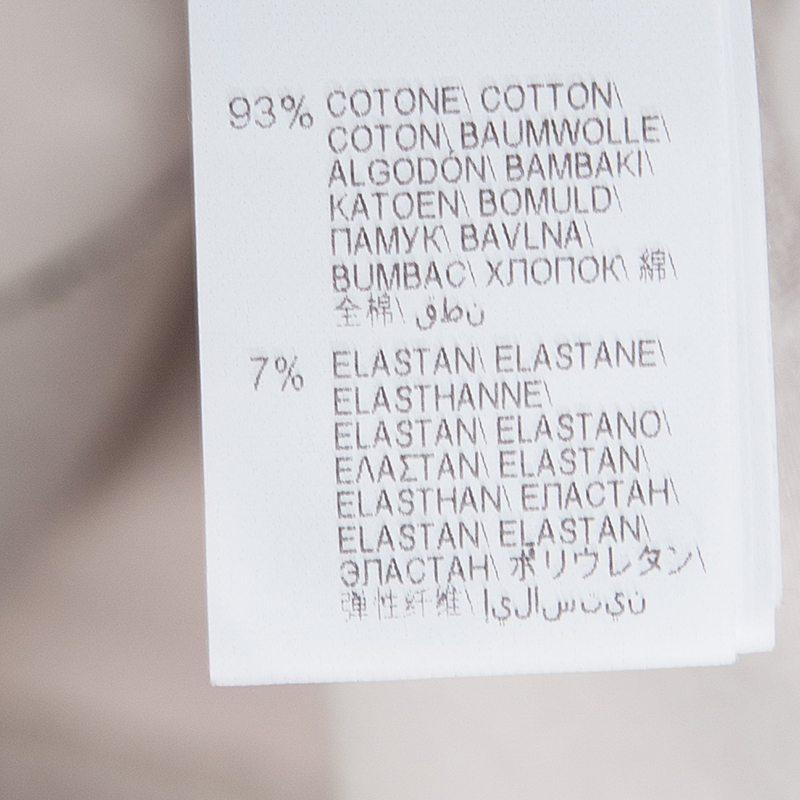 93% COTONE\ COTTON\
COTON\ BAUMWOLLE\
ALGODÓN\ BAMBAKI\
KATOEN\ BOMULD\
ПАМУК\ BAVLNA\
BUMBAC\ ХЛОПОК\ 綿\
全棉\ قطن
7% ELASTAN\ ELASTANE\
ELASTHANNE\
ELASTAN\ ELASTANO\
ΕΛΑΣΤΑΝ\ ELASTAN\
ELASTHAN\ ЕЛАСТАН\
ELASTAN\ ELASTAN\
ЭЛАСТАН\ ポリウレタン\
弹性纤维\ إيلاستين